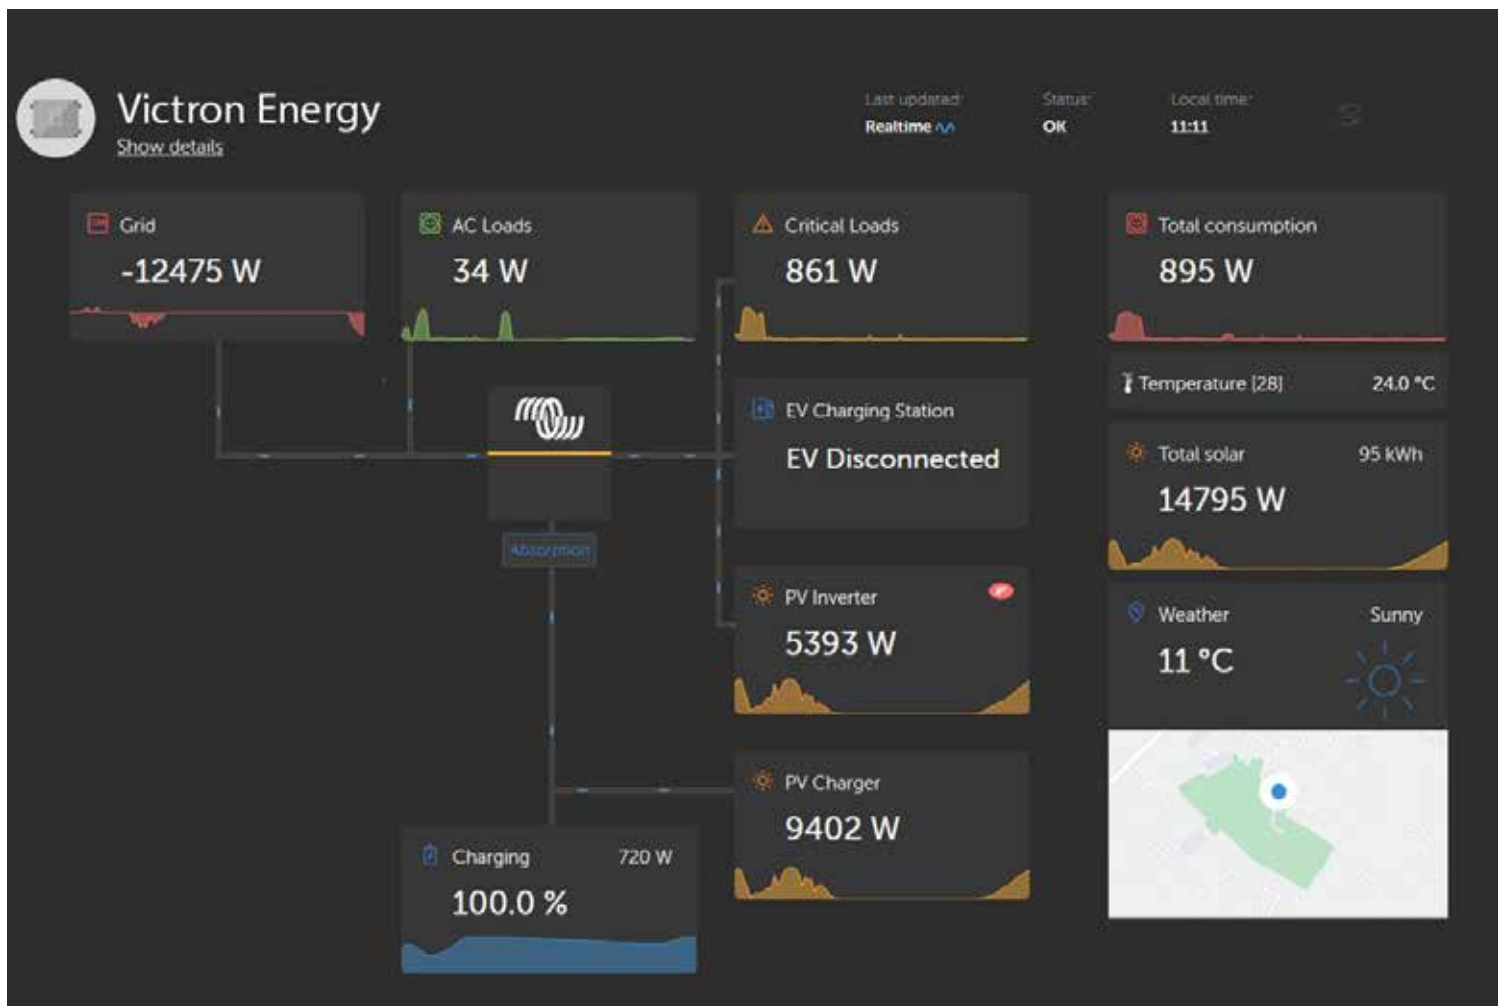 Victron Energy
Show details
Last updated:
Realtime
Status:
OK
Local time:
11:11
Grid
-12475 W
AC Loads
34 W
Critical Loads
861 W
Total consumption
895 W
Temperature [28]
24.0 °C
EV Charging Station
EV Disconnected
Total solar
95 kWh
14795 W
Absorption
PV Inverter
5393 W
Weather
Sunny
11 °C
PV Charger
9402 W
Charging
720 W
100.0 %